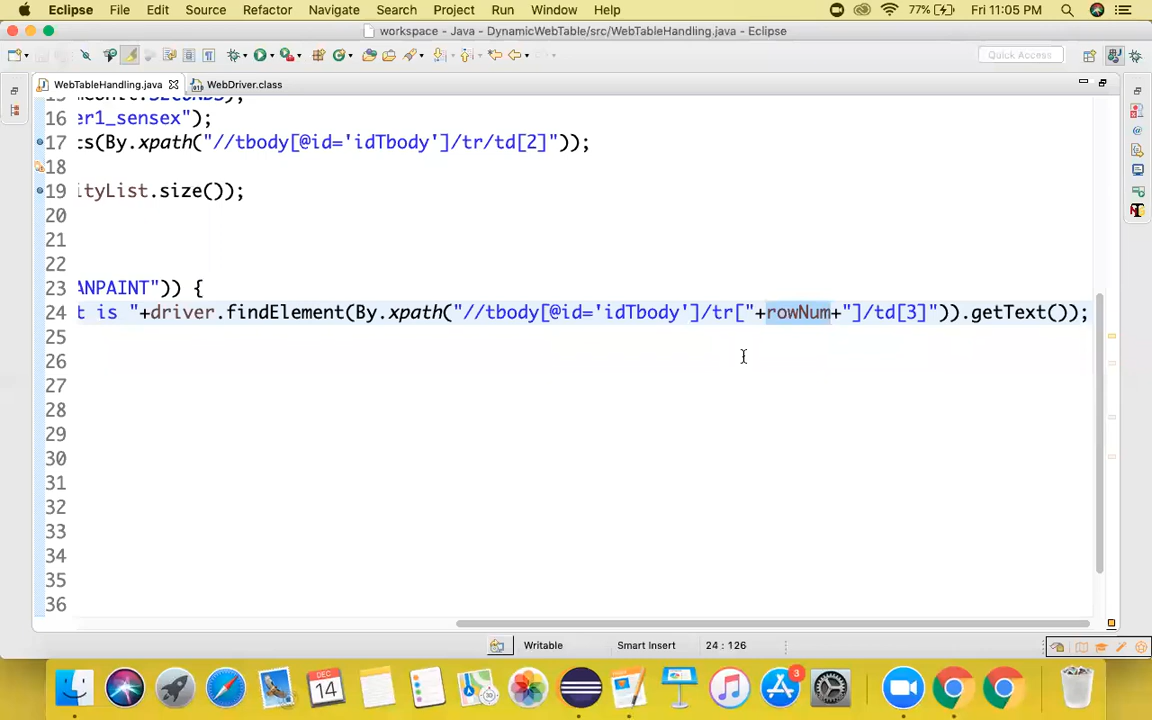 Eclipse File Edit Source Refactor Navigate Search Project Run Window Help 77% Fri 11:05 PM
workspace - Java - DynamicWebTable/src/WebTableHandling.java - Eclipse
Quick Access
WebTableHandling.java WebDriver.class
16 er1_sensex");
17 ts(By.xpath("//tbody[@id='idTbody']/tr/td[2]"));
18
19 ityList.size());
20
21
22
23 ANPAINT")) {
24 t is "+driver.findElement(By.xpath("//tbody[@id='idTbody']/tr["+rowNum+"]/td[3]")).getText());
25
26
27
28
29
30
31
32
33
34
35
36
Writable Smart Insert 24 : 126
DEC
14
3